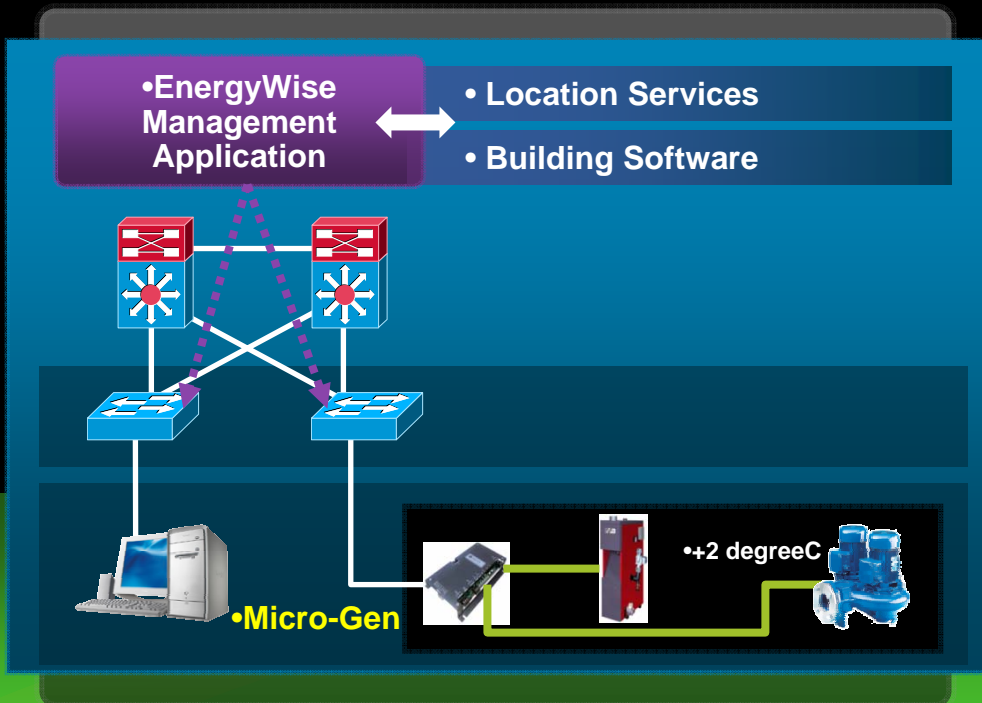 •EnergyWise
Management
Application
• Location Services
• Building Software
•+2 degreeC
•Micro-Gen